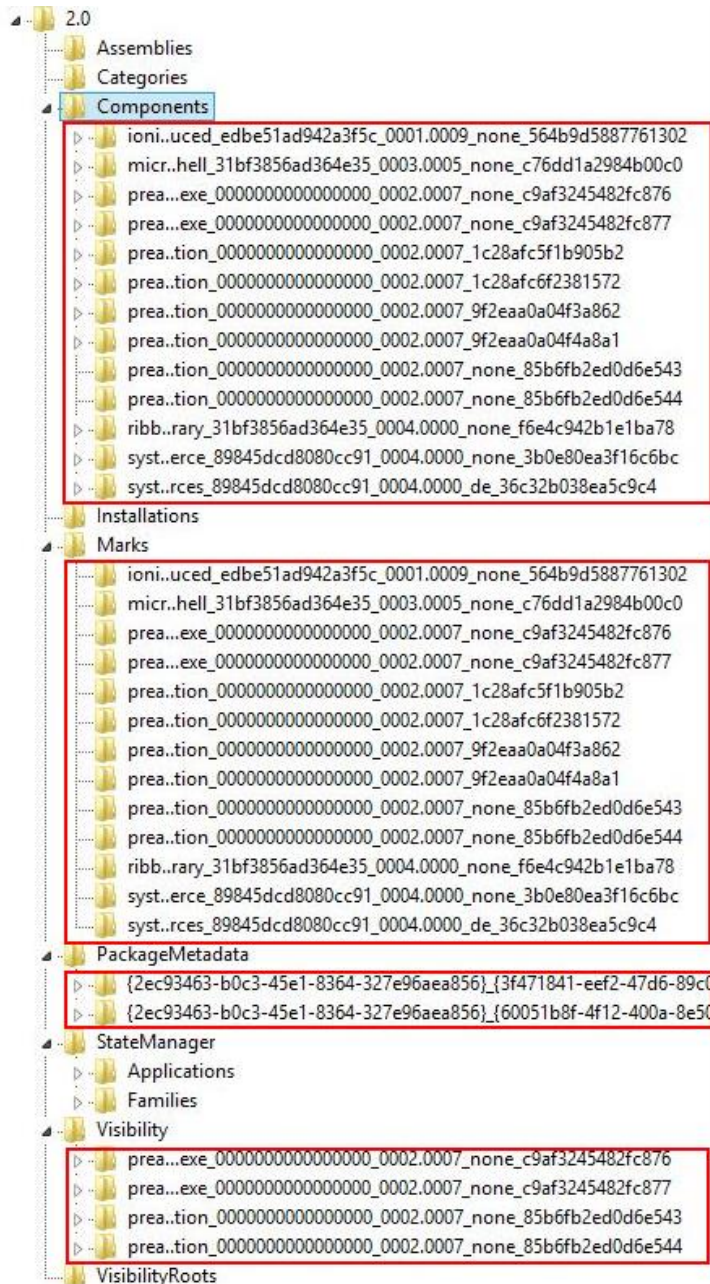 2.0
Assemblies
Categories
Components
ioni..uced_edbe51ad942a3f5c_0001.0009_none_564b9d5887761302
micr..hell_31bf3856ad364e35_0003.0005_none_c76dd1a2984b00c0
prea...exe_0000000000000000_0002.0007_none_c9af3245482fc876
prea...exe_0000000000000000_0002.0007_none_c9af3245482fc877
prea..tion_0000000000000000_0002.0007_1c28afc5f1b905b2
prea..tion_0000000000000000_0002.0007_1c28afc6f2381572
prea..tion_0000000000000000_0002.0007_9f2eaa0a04f3a862
prea..tion_0000000000000000_0002.0007_9f2eaa0a04f4a8a1
prea..tion_0000000000000000_0002.0007_none_85b6fb2ed0d6e543
prea..tion_0000000000000000_0002.0007_none_85b6fb2ed0d6e544
ribb..rary_31bf3856ad364e35_0004.0000_none_f6e4c942b1e1ba78
syst..erce_89845dcd8080cc91_0004.0000_none_3b0e80ea3f16c6bc
syst..rces_89845dcd8080cc91_0004.0000_de_36c32b038ea5c9c4
Installations
Marks
ioni..uced_edbe51ad942a3f5c_0001.0009_none_564b9d5887761302
micr..hell_31bf3856ad364e35_0003.0005_none_c76dd1a2984b00c0
prea...exe_0000000000000000_0002.0007_none_c9af3245482fc876
prea...exe_0000000000000000_0002.0007_none_c9af3245482fc877
prea..tion_0000000000000000_0002.0007_1c28afc5f1b905b2
prea..tion_0000000000000000_0002.0007_1c28afc6f2381572
prea..tion_0000000000000000_0002.0007_9f2eaa0a04f3a862
prea..tion_0000000000000000_0002.0007_9f2eaa0a04f4a8a1
prea..tion_0000000000000000_0002.0007_none_85b6fb2ed0d6e543
prea..tion_0000000000000000_0002.0007_none_85b6fb2ed0d6e544
ribb..rary_31bf3856ad364e35_0004.0000_none_f6e4c942b1e1ba78
syst..erce_89845dcd8080cc91_0004.0000_none_3b0e80ea3f16c6bc
syst..rces_89845dcd8080cc91_0004.0000_de_36c32b038ea5c9c4
PackageMetadata
{2ec93463-b0c3-45e1-8364-327e96aea856}_{3f471841-eef2-47d6-89c0
{2ec93463-b0c3-45e1-8364-327e96aea856}_{60051b8f-4f12-400a-8e50
StateManager
Applications
Families
Visibility
prea...exe_0000000000000000_0002.0007_none_c9af3245482fc876
prea...exe_0000000000000000_0002.0007_none_c9af3245482fc877
prea..tion_0000000000000000_0002.0007_none_85b6fb2ed0d6e543
prea..tion_0000000000000000_0002.0007_none_85b6fb2ed0d6e544
VisibilityRoots